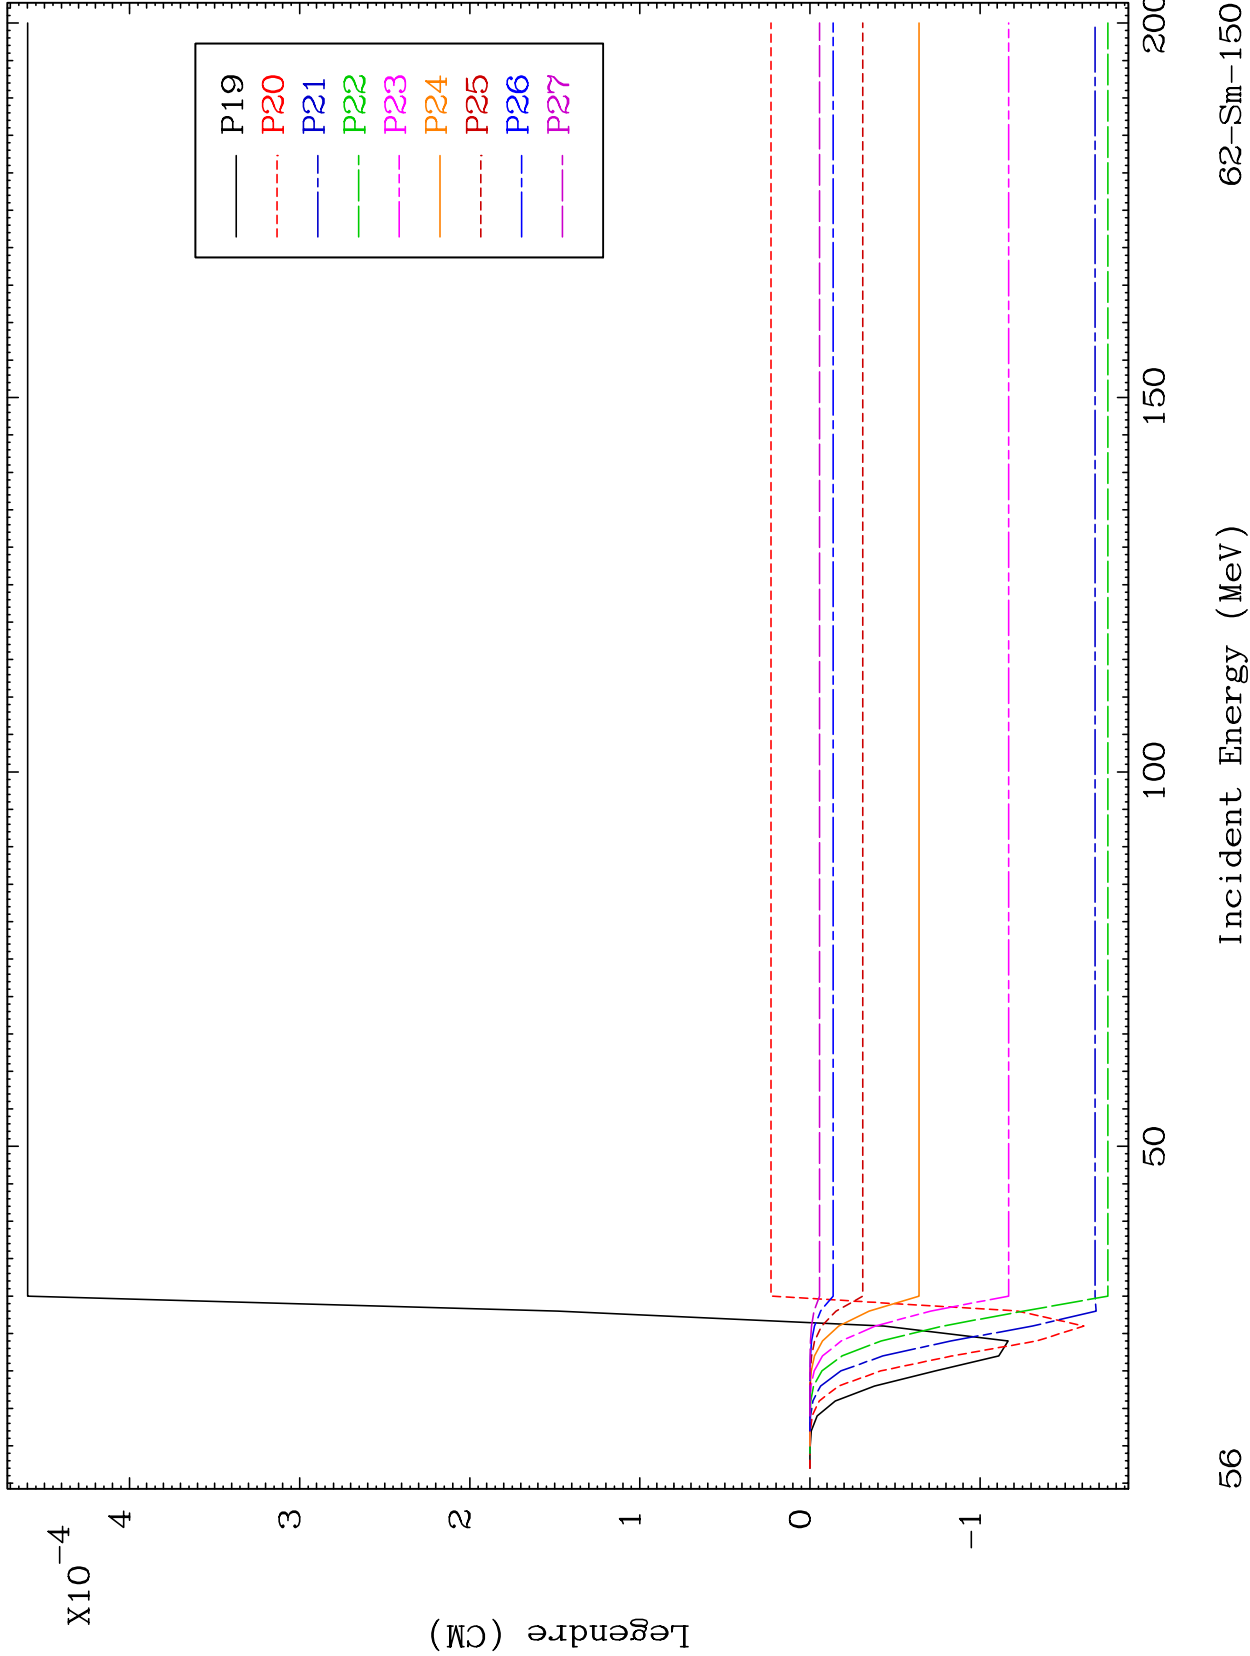 X10-4
4
3
2
1
0
-1
Legendre (CM)
P19
P20
P21
P22
P23
P24
P25
P26
P27
50
100
150
200
Incident Energy (MeV)
56
62-Sm-150